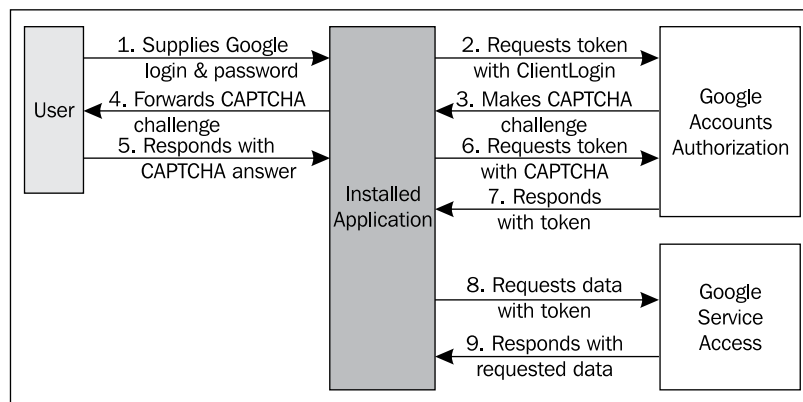 User
1. Supplies Google
login & password
4. Forwards CAPTCHA
challenge
5. Responds with
CAPTCHA answer
Installed
Application
2. Requests token
with ClientLogin
3. Makes CAPTCHA
challenge
6. Requests token
with CAPTCHA
7. Responds
with token
8. Requests data
with token
9. Responds with
requested data
Google
Accounts
Authorization
Google
Service
Access